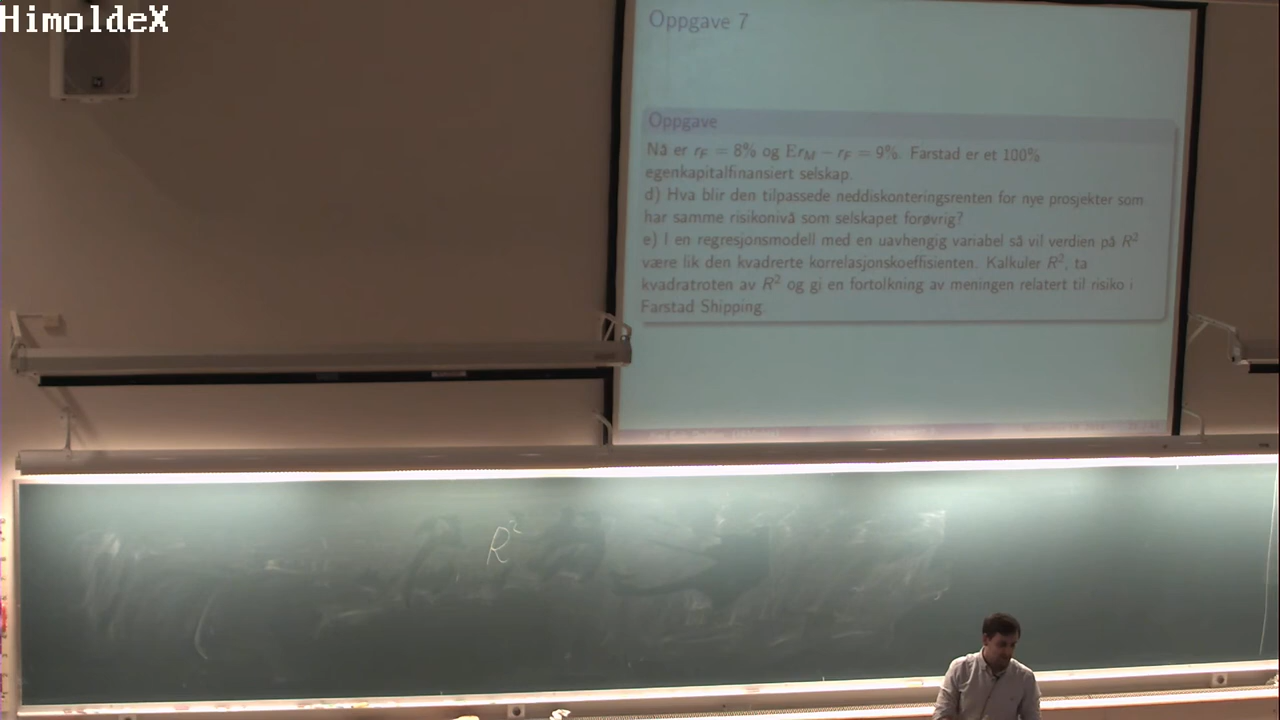 HimoldeX
Oppgave 7
Oppgave
Nå er r_F = 8% og Er_M − r_F = 9%. Farstad er et 100%
egenkapitalfinansiert selskap.
d) Hva blir den tilpassede neddiskonteringsrenten for nye prosjekter som
har samme risikonivå som selskapet forøvrig?
e) I en regresjonsmodell med en uavhengig variabel så vil verdien på R²
være lik den kvadrerte korrelasjonskoeffisienten. Kalkuler R², ta
kvadratroten av R² og gi en fortolkning av meningen relatert til risiko i
Farstad Shipping.
R²